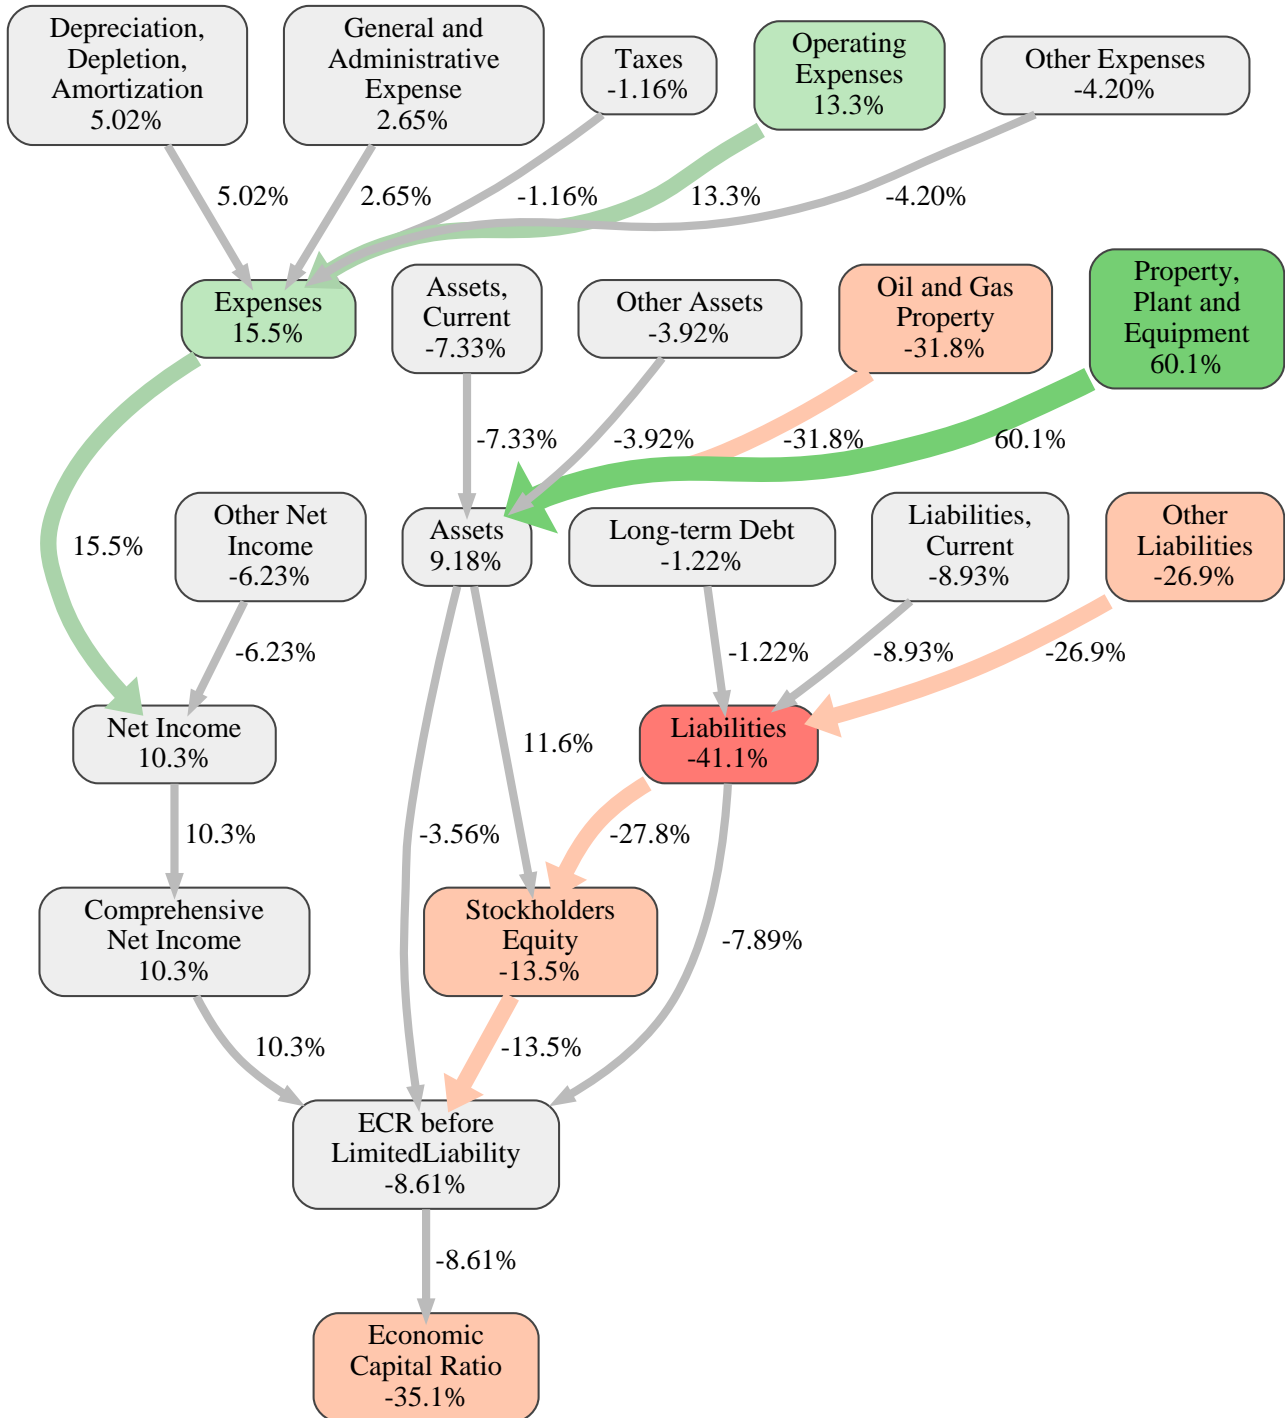 Depreciation,
Depletion,
Amortization
5.02%
General and
Administrative
Expense
2.65%
Taxes
-1.16%
Operating
Expenses
13.3%
Other Expenses
-4.20%
5.02%
2.65%
-1.16%
13.3%
-4.20%
Expenses
15.5%
Assets,
Current
-7.33%
Other Assets
-3.92%
Oil and Gas
Property
-31.8%
Property,
Plant and
Equipment
60.1%
-7.33%
-3.92%
-31.8%
60.1%
15.5%
Other Net
Income
-6.23%
Assets
9.18%
Long-term Debt
-1.22%
Liabilities,
Current
-8.93%
Other
Liabilities
-26.9%
-6.23%
-1.22%
-8.93%
-26.9%
Net Income
10.3%
11.6%
Liabilities
-41.1%
10.3%
-3.56%
-27.8%
Comprehensive
Net Income
10.3%
Stockholders
Equity
-13.5%
-7.89%
10.3%
-13.5%
ECR before
LimitedLiability
-8.61%
-8.61%
Economic
Capital Ratio
-35.1%